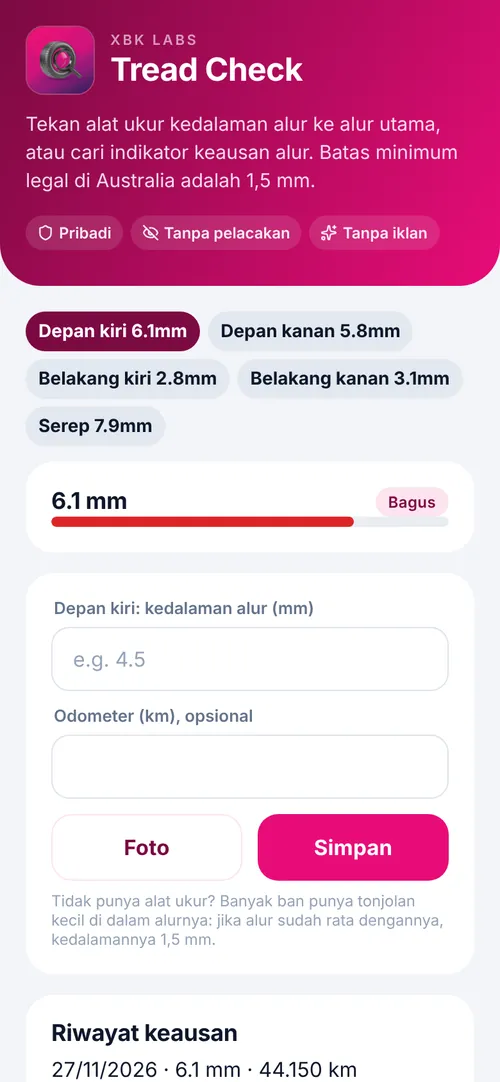 XBK LABS
Tread Check
Tekan alat ukur kedalaman alur ke alur utama,
atau cari indikator keausan alur. Batas minimum
legal di Australia adalah 1,5 mm.
Pribadi
Tanpa pelacakan
Tanpa iklan
Depan kiri 6.1mm
Depan kanan 5.8mm
Belakang kiri 2.8mm
Belakang kanan 3.1mm
Serep 7.9mm
6.1 mm
Bagus
Depan kiri: kedalaman alur (mm)
e.g. 4.5
Odometer (km), opsional
Foto
Simpan
Tidak punya alat ukur? Banyak ban punya tonjolan
kecil di dalam alurnya: jika alur sudah rata dengannya,
kedalamannya 1,5 mm.
Riwayat keausan
27/11/2026 · 6.1 mm · 44.150 km